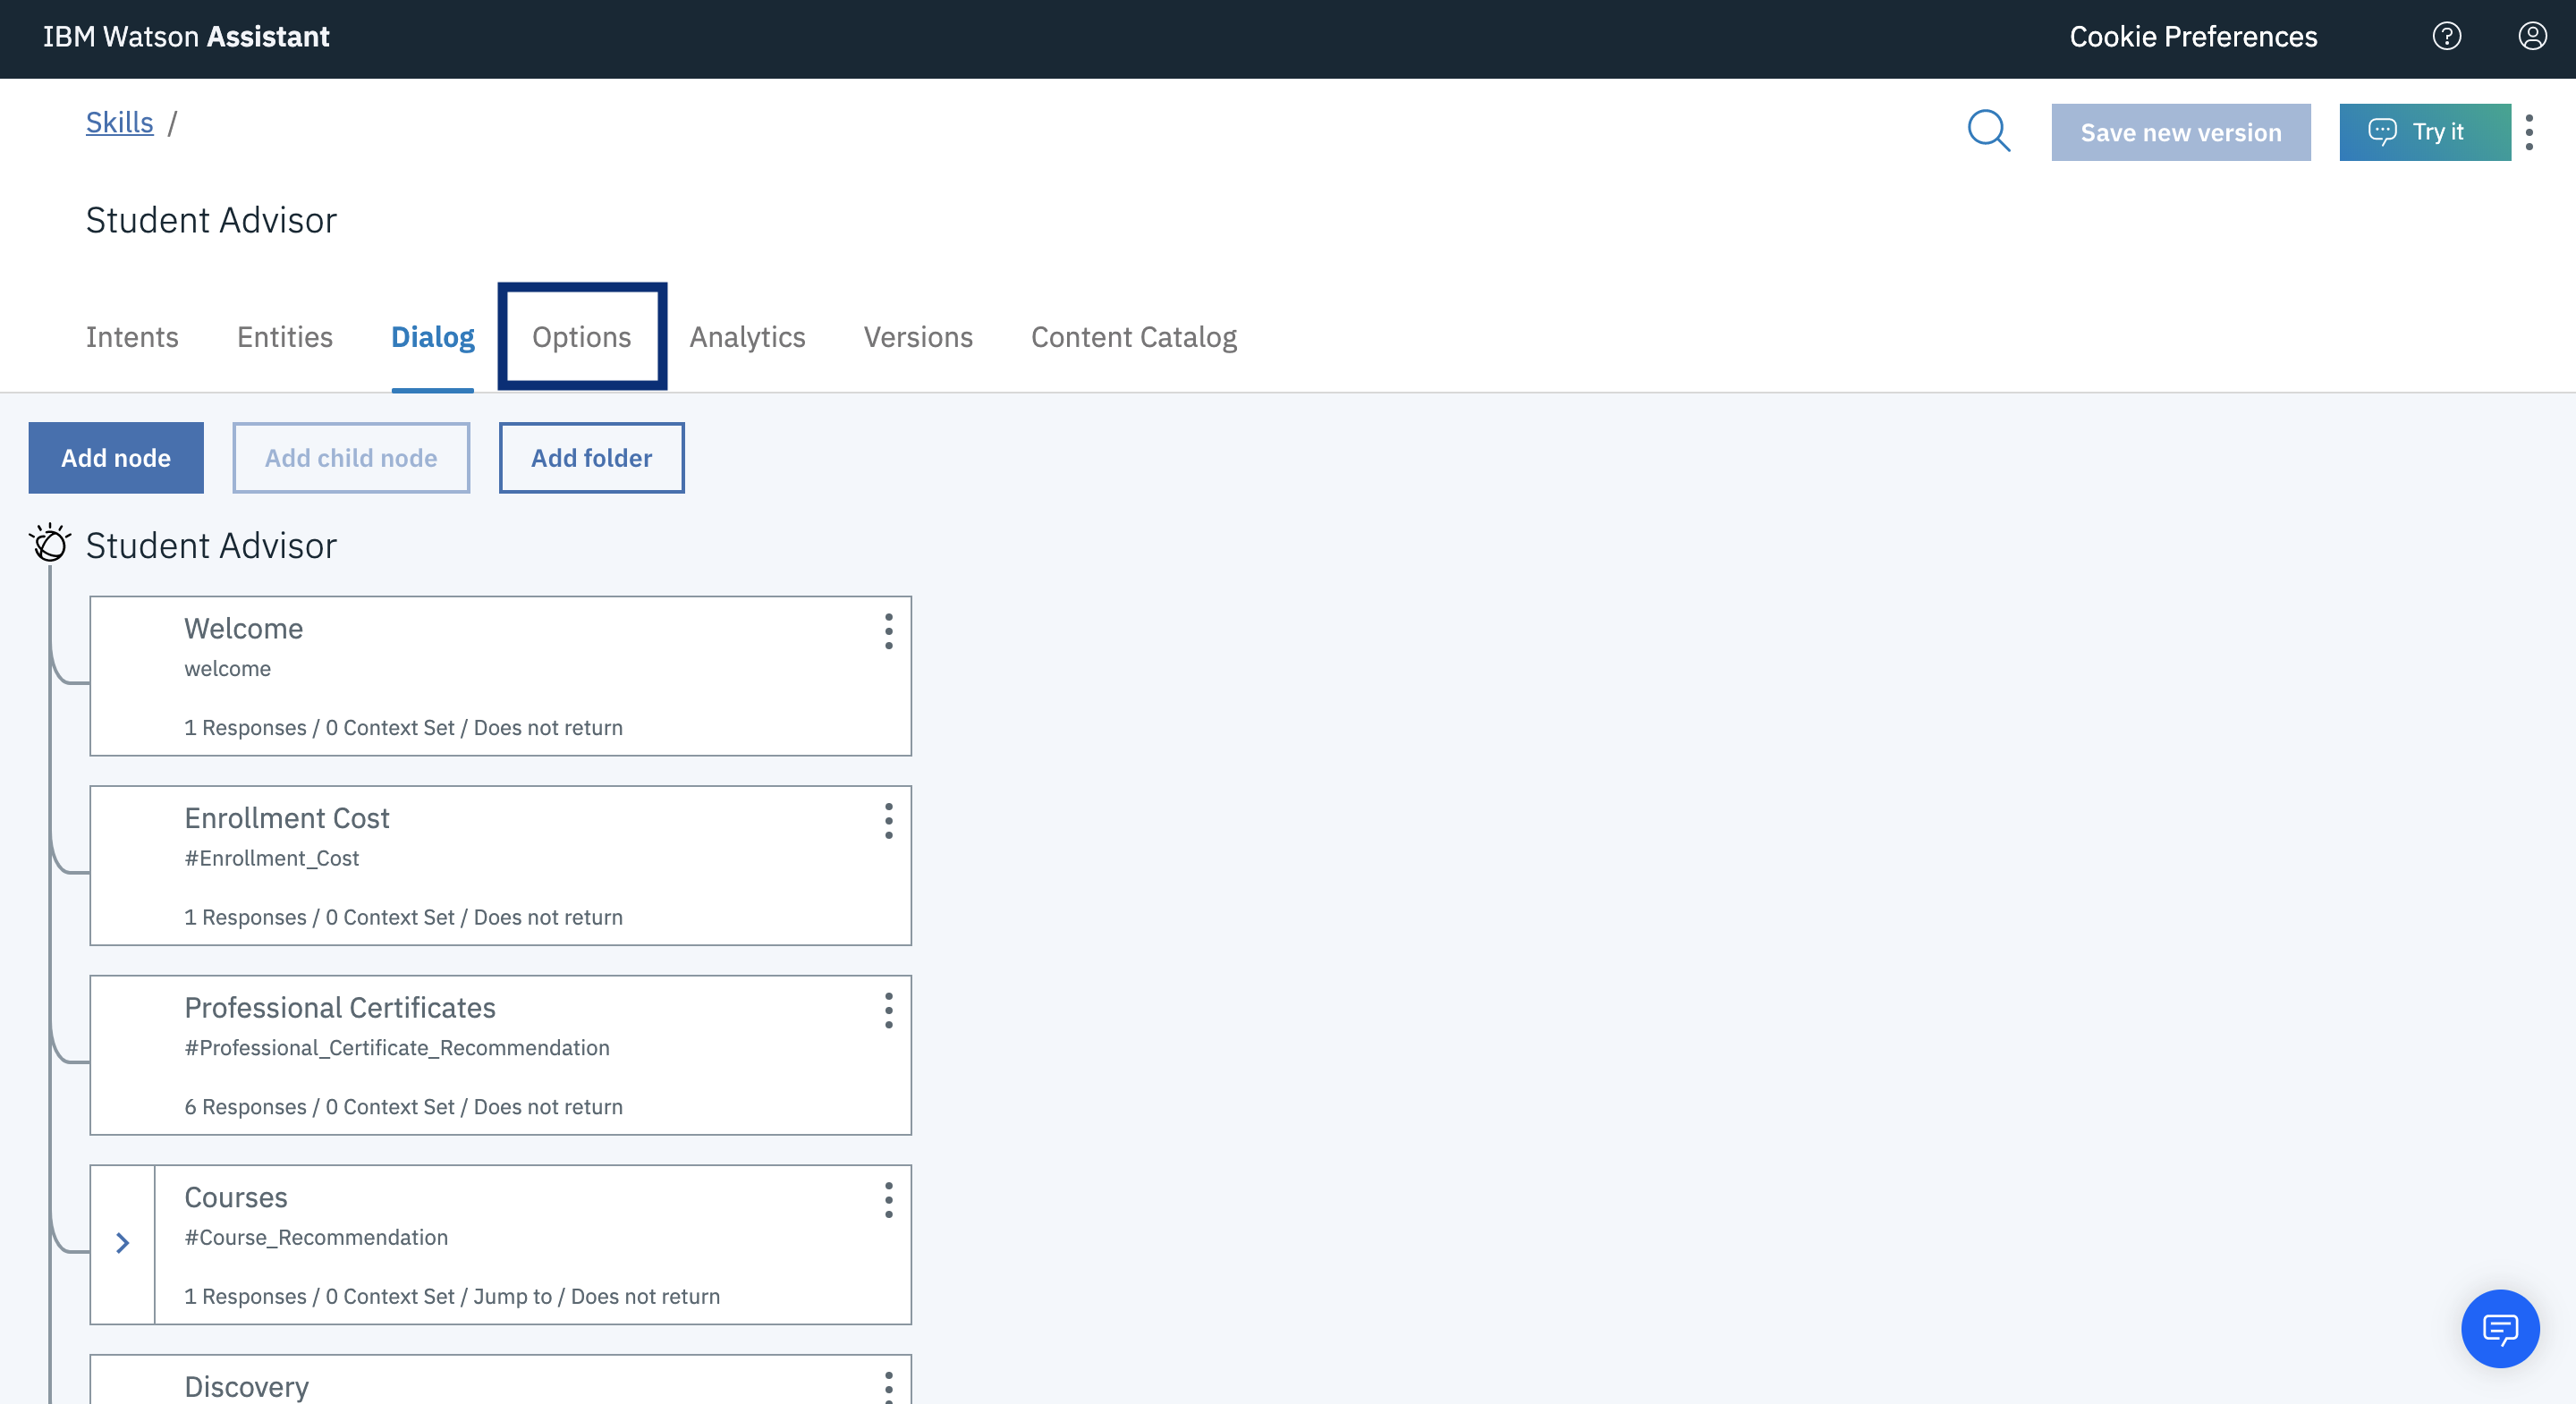 IBM Watson Assistant
Cookie Preferences
Skills /
Save new version
Try it
Student Advisor
Intents Entities Dialog Options Analytics Versions Content Catalog
Add node Add child node Add folder
Student Advisor
Welcome
welcome
1 Responses / 0 Context Set / Does not return
Enrollment Cost
#Enrollment_Cost
1 Responses / 0 Context Set / Does not return
Professional Certificates
#Professional_Certificate_Recommendation
6 Responses / 0 Context Set / Does not return
Courses
#Course_Recommendation
1 Responses / 0 Context Set / Jump to / Does not return
Discovery